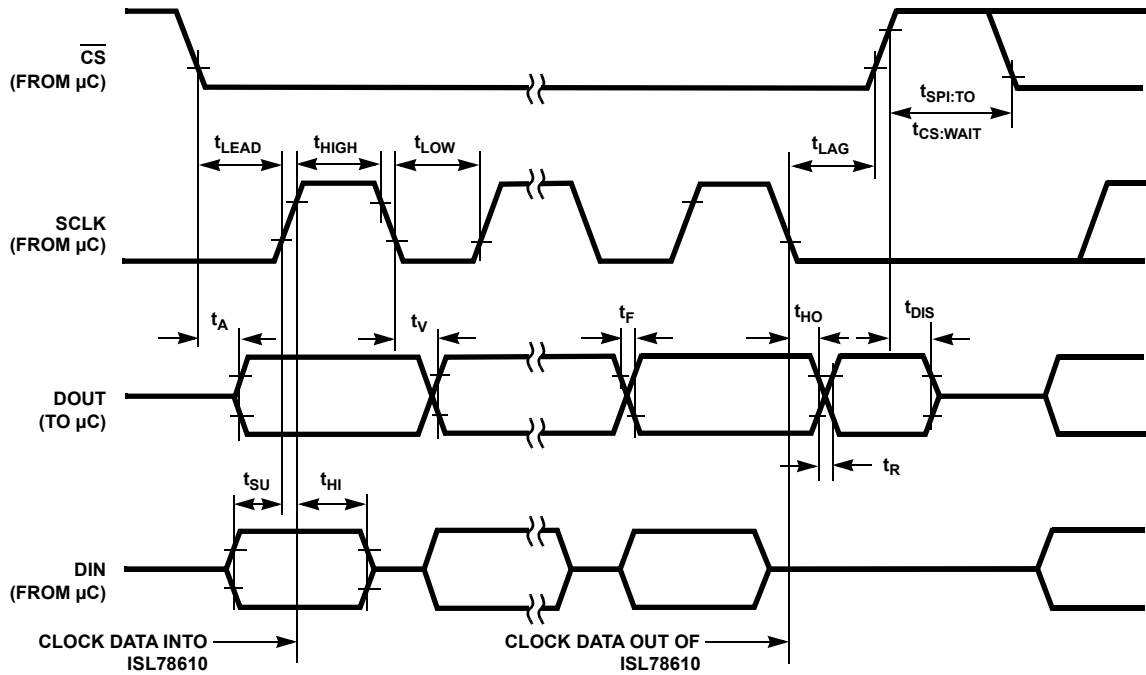 CS
(FROM µC)
tSPI:TO
tCS:WAIT
tLEAD
tHIGH
tLOW
tLAG
SCLK
(FROM µC)
tA
tV
tF
tHO
tDIS
DOUT
(TO µC)
tR
tSU
tHI
DIN
(FROM µC)
CLOCK DATA INTO
ISL78610
CLOCK DATA OUT OF
ISL78610